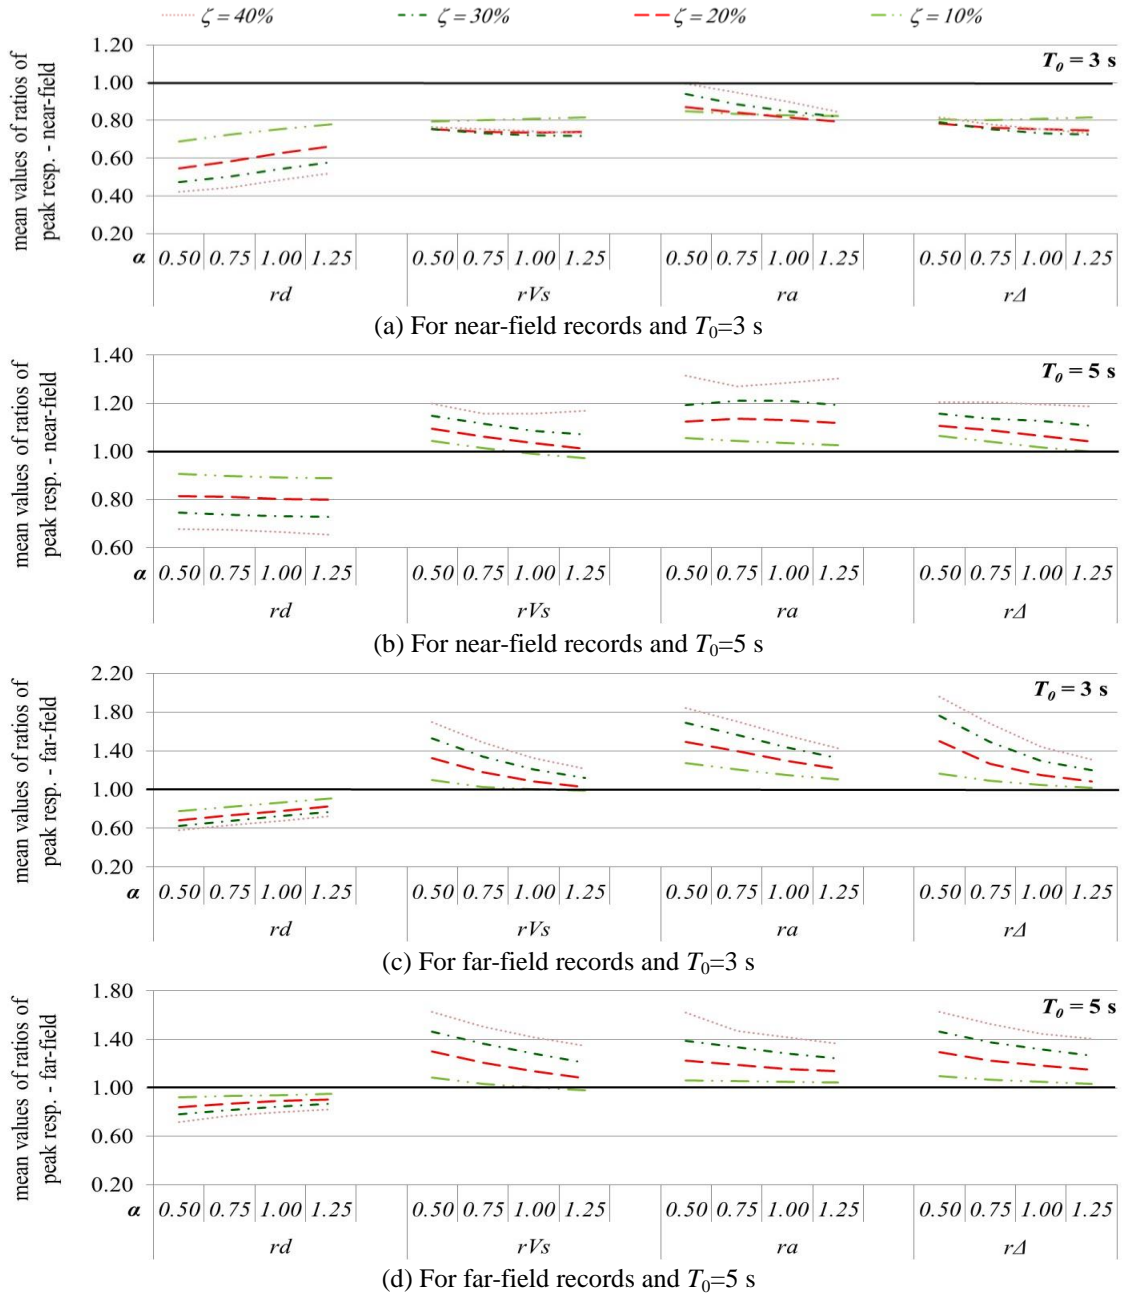 ζ = 40% ζ = 30% ζ = 20% ζ = 10%
mean values of ratios of
peak resp. - near-field
1.20
1.00
0.80
0.60
0.40
0.20
T0 = 3 s
α 0.50 0.75 1.00 1.25 0.50 0.75 1.00 1.25 0.50 0.75 1.00 1.25 0.50 0.75 1.00 1.25
rd rVs ra rΔ
(a) For near-field records and T0=3 s
mean values of ratios of
peak resp. - near-field
1.40
1.20
1.00
0.80
0.60
T0 = 5 s
α 0.50 0.75 1.00 1.25 0.50 0.75 1.00 1.25 0.50 0.75 1.00 1.25 0.50 0.75 1.00 1.25
rd rVs ra rΔ
(b) For near-field records and T0=5 s
mean values of ratios of
peak resp. - far-field
2.20
1.80
1.40
1.00
0.60
0.20
T0 = 3 s
α 0.50 0.75 1.00 1.25 0.50 0.75 1.00 1.25 0.50 0.75 1.00 1.25 0.50 0.75 1.00 1.25
rd rVs ra rΔ
(c) For far-field records and T0=3 s
mean values of ratios of
peak resp. - far-field
1.80
1.40
1.00
0.60
0.20
T0 = 5 s
α 0.50 0.75 1.00 1.25 0.50 0.75 1.00 1.25 0.50 0.75 1.00 1.25 0.50 0.75 1.00 1.25
rd rVs ra rΔ
(d) For far-field records and T0=5 s